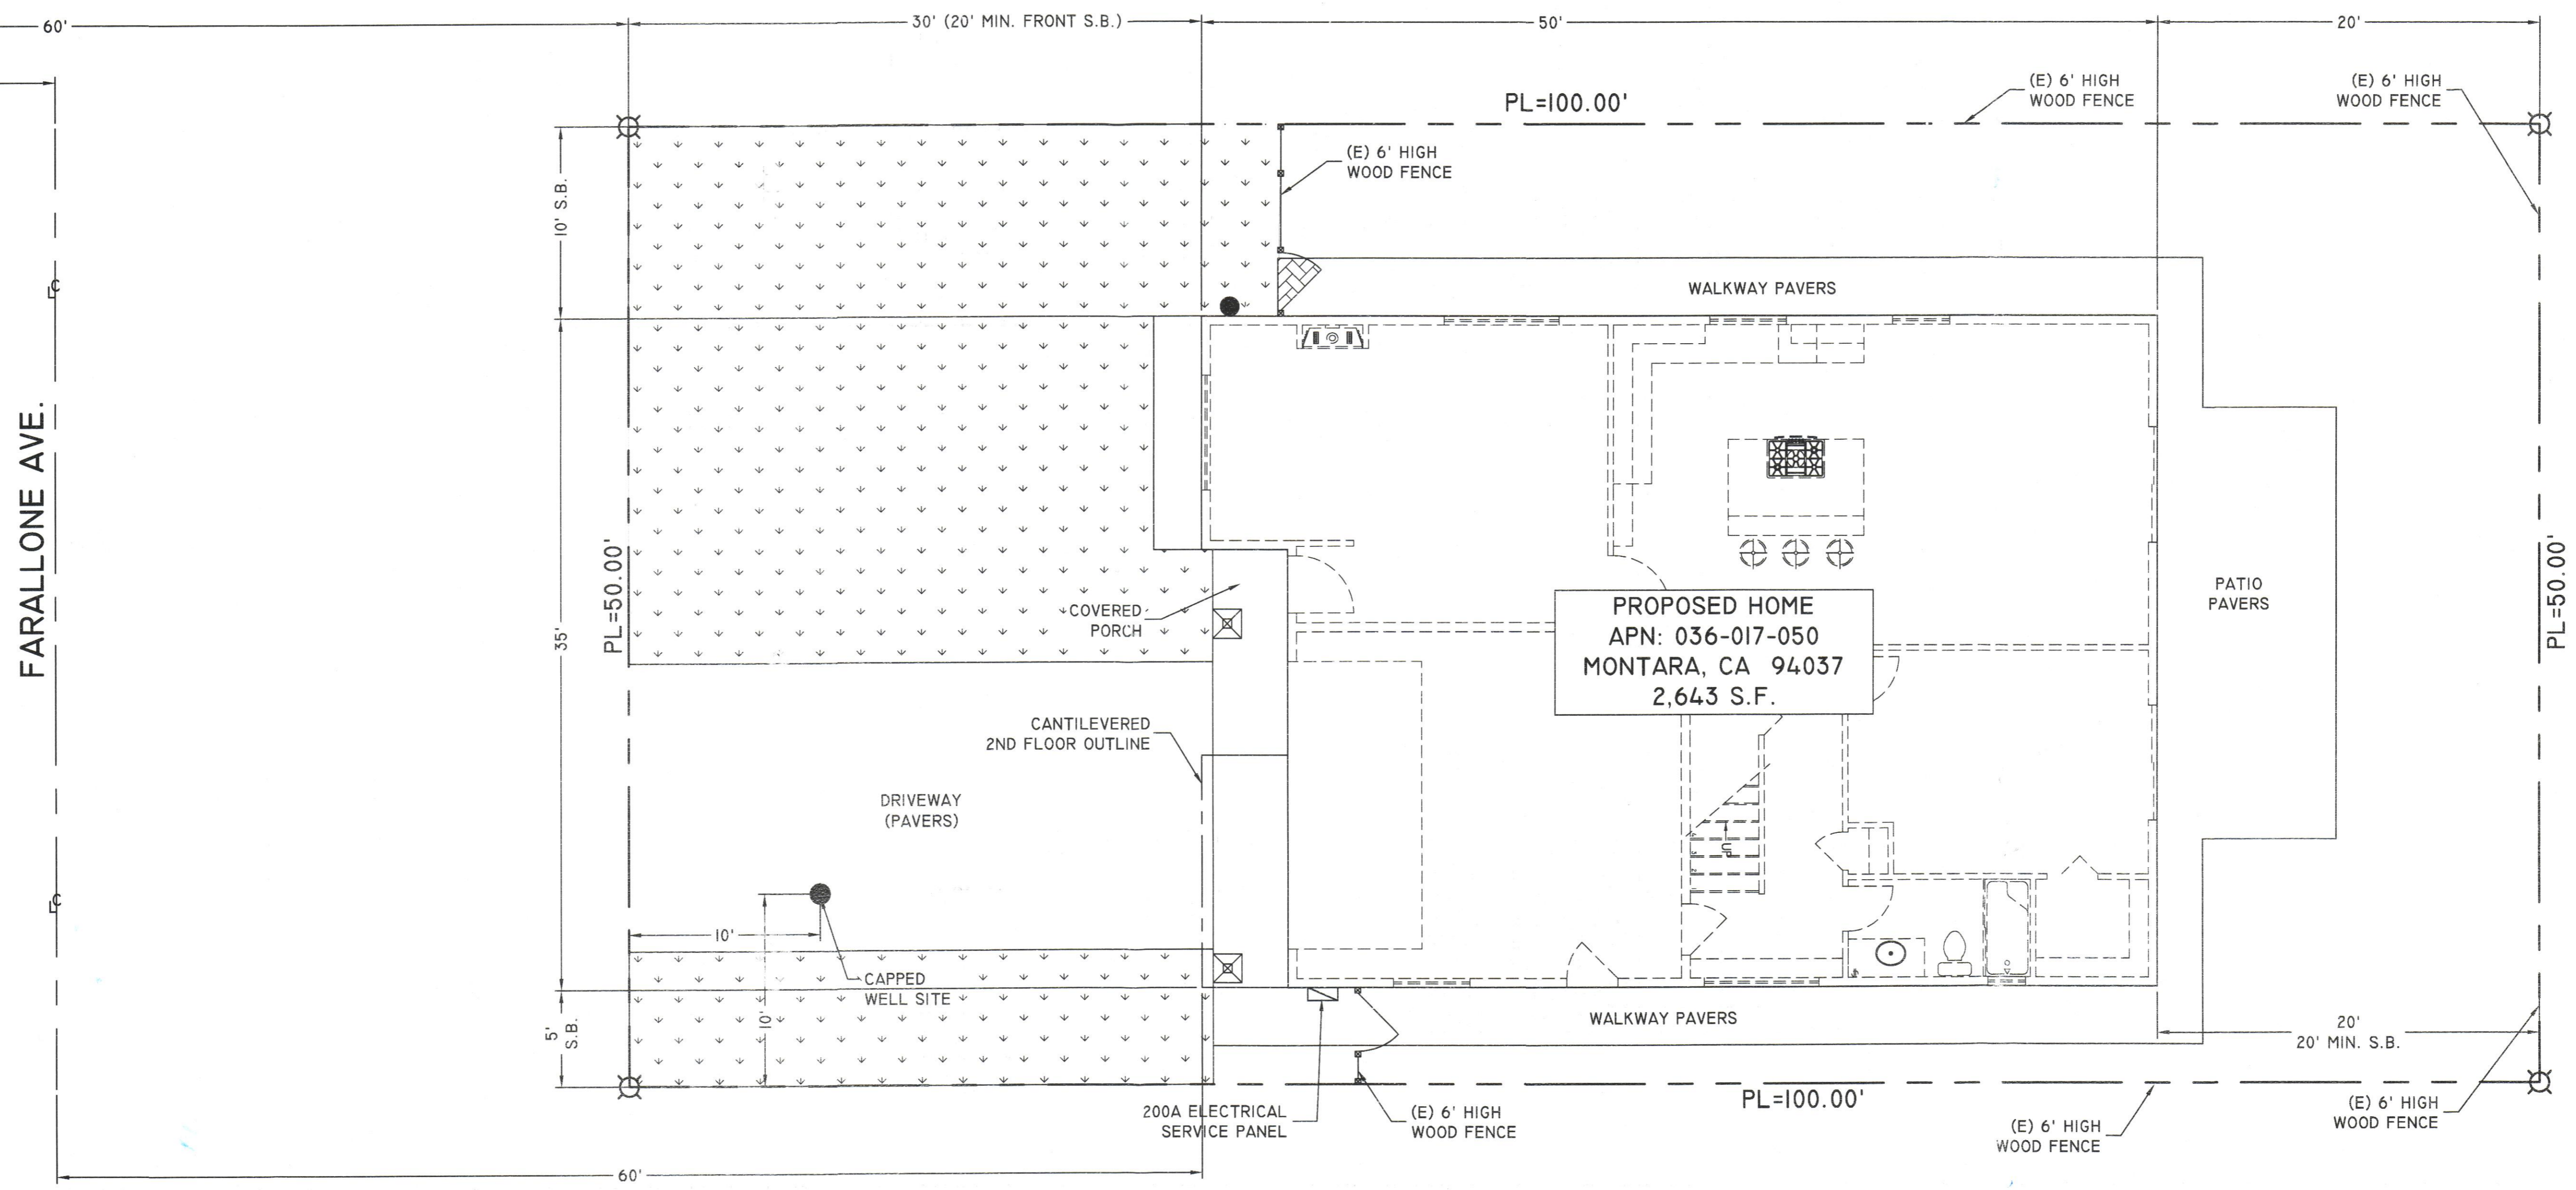 60'
30' (20' MIN. FRONT S.B.)
50'
20'
PL=100.00'
(E) 6' HIGH
WOOD FENCE
(E) 6' HIGH
WOOD FENCE
(E) 6' HIGH
WOOD FENCE
10' S.B.
WALKWAY PAVERS
FARALLONE AVE.
35'
PL=50.00'
COVERED
PORCH
PROPOSED HOME
APN: 036-017-050
MONTARA, CA 94037
2,643 S.F.
PATIO
PAVERS
PL=50.00'
CANTILEVERED
2ND FLOOR OUTLINE
DRIVEWAY
(PAVERS)
UP
10'
CAPPED
WELL SITE
10'
5'
S.B.
WALKWAY PAVERS
20'
20' MIN. S.B.
200A ELECTRICAL
SERVICE PANEL
(E) 6' HIGH
WOOD FENCE
PL=100.00'
(E) 6' HIGH
WOOD FENCE
(E) 6' HIGH
WOOD FENCE
60'